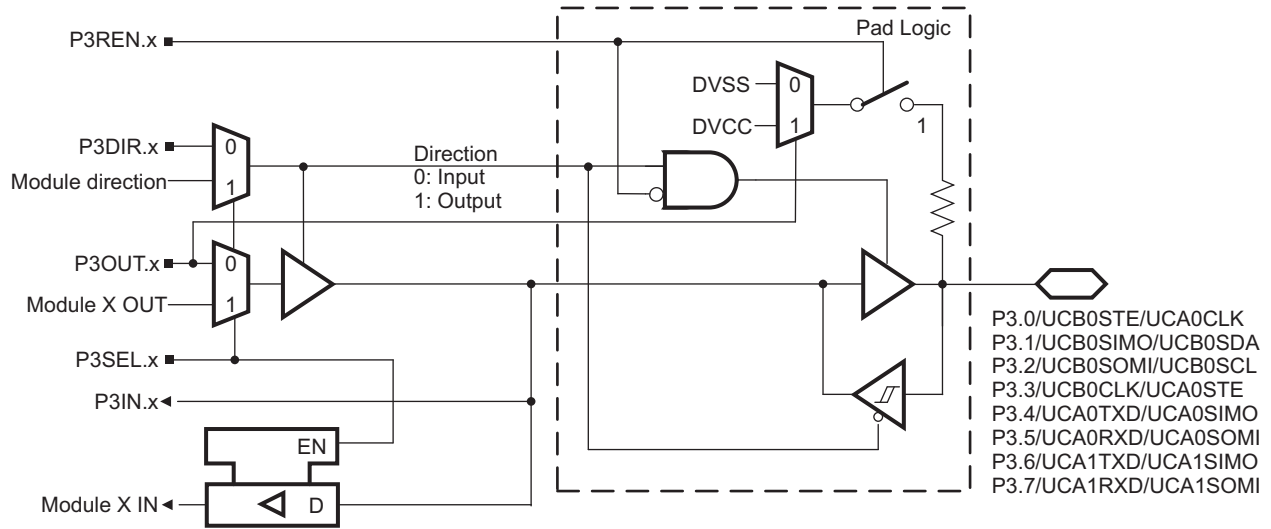 Pad Logic
P3REN.x
DVSS
0
DVCC
1
1
P3DIR.x
0
Module direction
1
Direction
0: Input
1: Output
P3OUT.x
0
Module X OUT
1
P3SEL.x
P3IN.x
EN
Module X IN
D
P3.0/UCB0STE/UCA0CLK
P3.1/UCB0SIMO/UCB0SDA
P3.2/UCB0SOMI/UCB0SCL
P3.3/UCB0CLK/UCA0STE
P3.4/UCA0TXD/UCA0SIMO
P3.5/UCA0RXD/UCA0SOMI
P3.6/UCA1TXD/UCA1SIMO
P3.7/UCA1RXD/UCA1SOMI